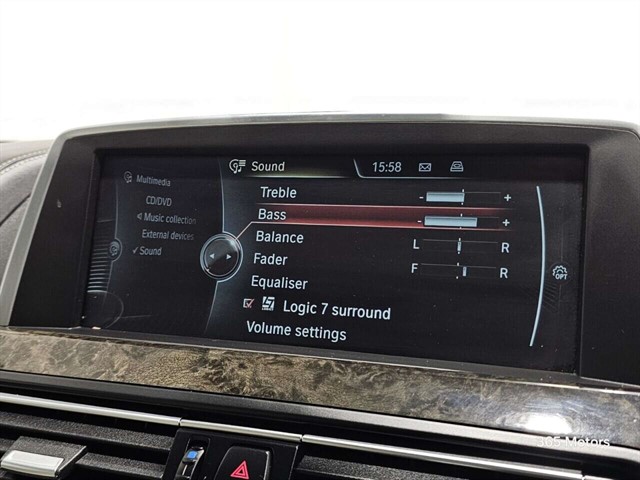 Sound
15:58
Multimedia
CD/DVD
Music collection
External devices
Sound
Treble
- +
Bass
- +
Balance
L R
Fader
F R
Equaliser
Logic 7 surround
Volume settings
OPT
365 Motors